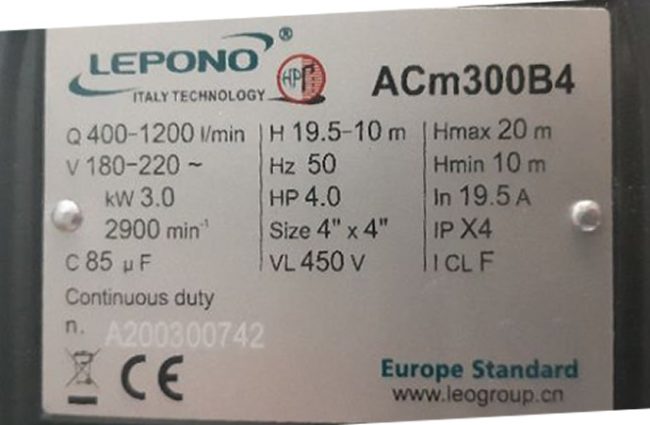 LEPONO®
ITALY TECHNOLOGY
HPC
ACm300B4
Q 400-1200 l/min H 19.5-10 m Hmax 20 m
V 180-220 ~ Hz 50 Hmin 10 m
kW 3.0 HP 4.0 In 19.5 A
2900 min⁻¹ Size 4" x 4" IP X4
C 85 µF VL 450 V I CL F
Continuous duty
n. A200300742
CE
Europe Standard
www.leogroup.cn